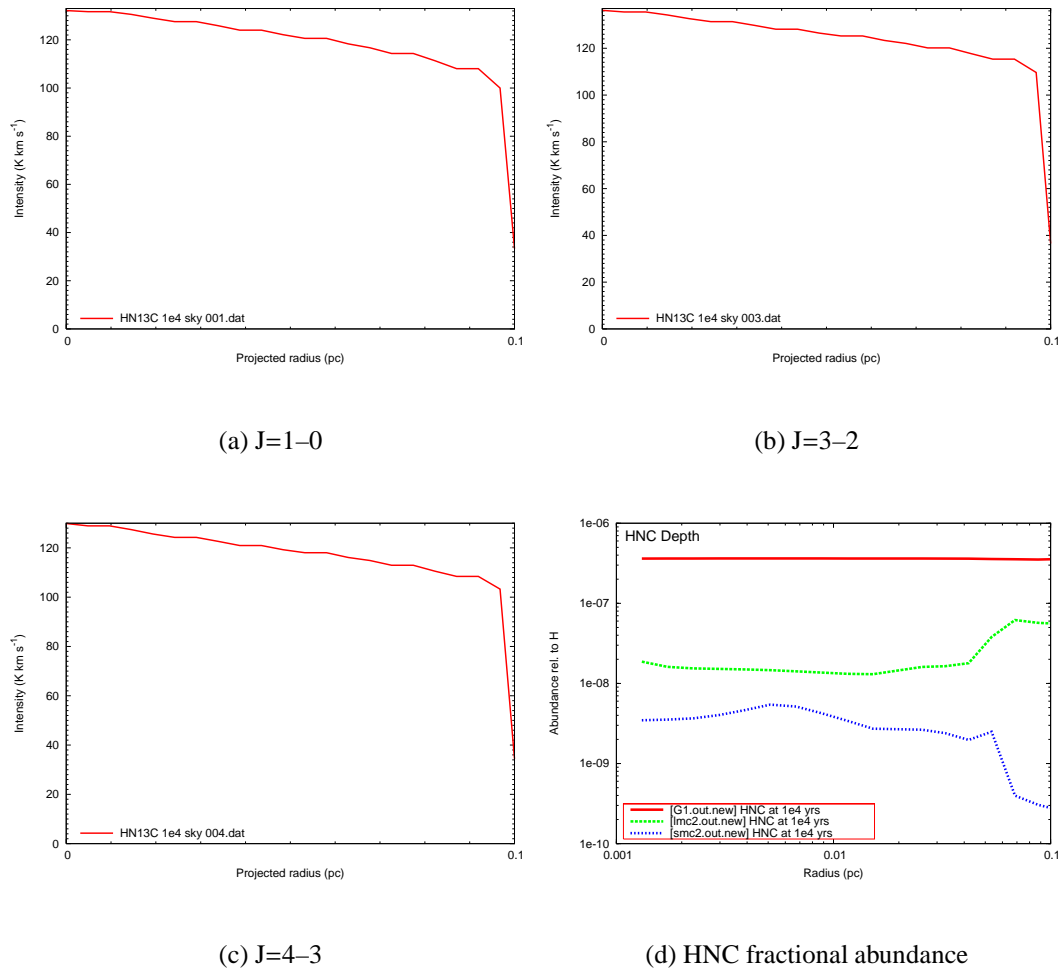 120
100
80
60
40
20
0
Intensity (K km s⁻¹)
HN13C 1e4 sky 001.dat
0
0.1
Projected radius (pc)
(a) J=1–0
120
100
80
60
40
20
0
Intensity (K km s⁻¹)
HN13C 1e4 sky 003.dat
0
0.1
Projected radius (pc)
(b) J=3–2
120
100
80
60
40
20
0
Intensity (K km s⁻¹)
HN13C 1e4 sky 004.dat
0
0.1
Projected radius (pc)
(c) J=4–3
HNC Depth
1e-06
1e-07
1e-08
1e-09
1e-10
Abundance rel. to H
[G1.out.new] HNC at 1e4 yrs
[lmc2.out.new] HNC at 1e4 yrs
[smc2.out.new] HNC at 1e4 yrs
0.001
0.01
0.1
Radius (pc)
(d) HNC fractional abundance